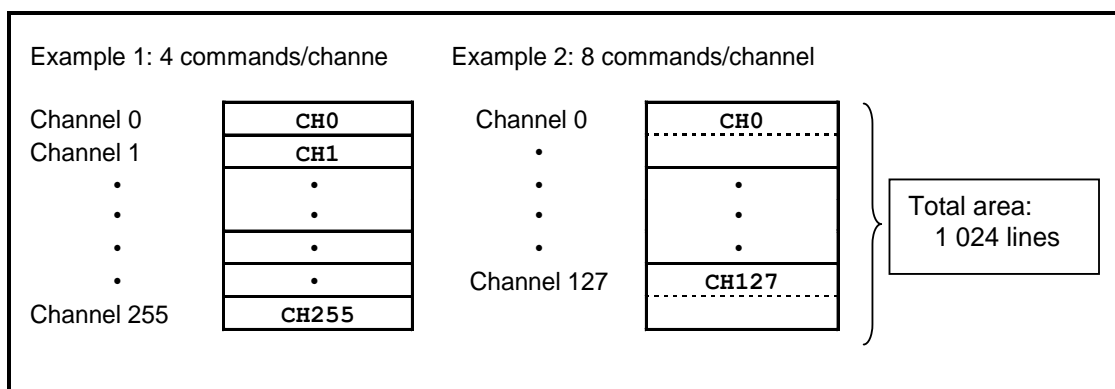 Example 1: 4 commands/channe
Example 2: 8 commands/channel
Channel 0 CH0
Channel 1 CH1
•
•
•
•
Channel 255 CH255
Channel 0 CH0
•
•
•
•
Channel 127 CH127
Total area:
1 024 lines